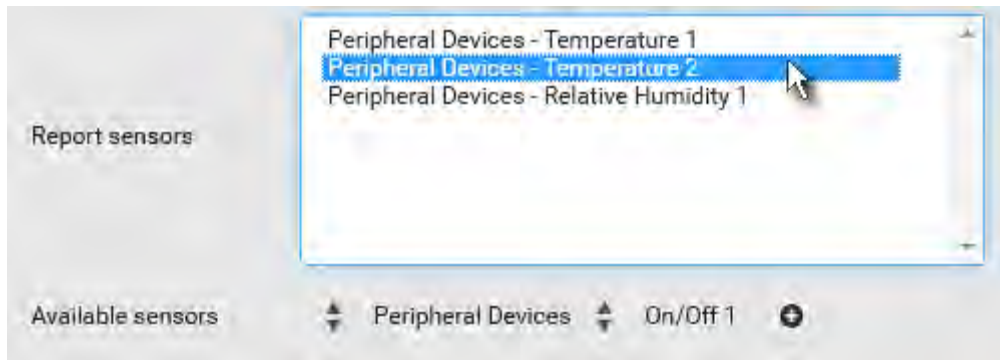 Peripheral Devices - Temperature 1
Peripheral Devices - Temperature 2
Peripheral Devices - Relative Humidity 1
Report sensors
Available sensors Peripheral Devices On/Off 1